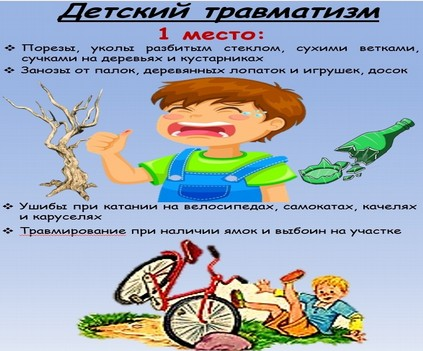 Детский травматизм
1 место:
❖ Порезы, уколы разбитым стеклом, сухими ветками,
сучками на деревьях и кустарниках
❖ Занозы от палок, деревянных лопаток и игрушек, досок
❖ Ушибы при катании на велосипедах, самокатах, качелях
и каруселях
❖ Травмирование при наличии ямок и выбоин на участке